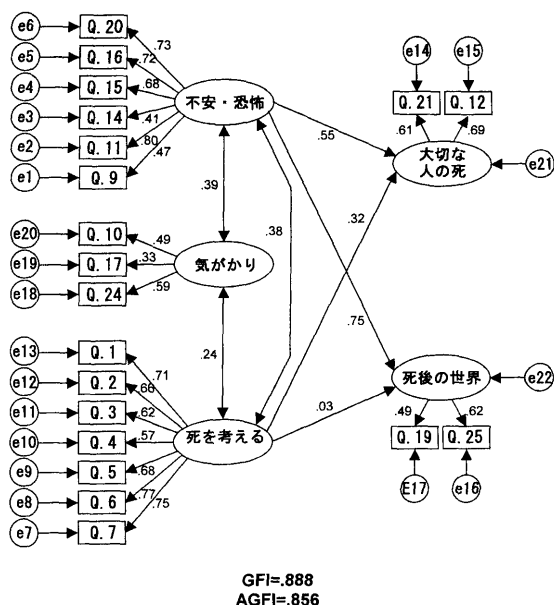 e6 Q.20 .73
e5 Q.16 .72
e4 Q.15 .68
e3 Q.14 .41
e2 Q.11 .80
e1 Q.9 .47
不安・恐怖
e14 e15
Q.21 Q.12
.61 .69
大切な
人の死
e21
.55
.39
.38
.32
e20 Q.10 .49
e19 Q.17 .33
e18 Q.24 .59
気がかり
.75
.24
.03
e13 Q.1 .71
e12 Q.2 .66
e11 Q.3 .62
e10 Q.4 .57
e9 Q.5 .68
e8 Q.6 .77
e7 Q.7 .75
死を考える
死後の世界
e22
.49 .62
Q.19 Q.25
E17 e16
GFI=.888
AGFI=.856